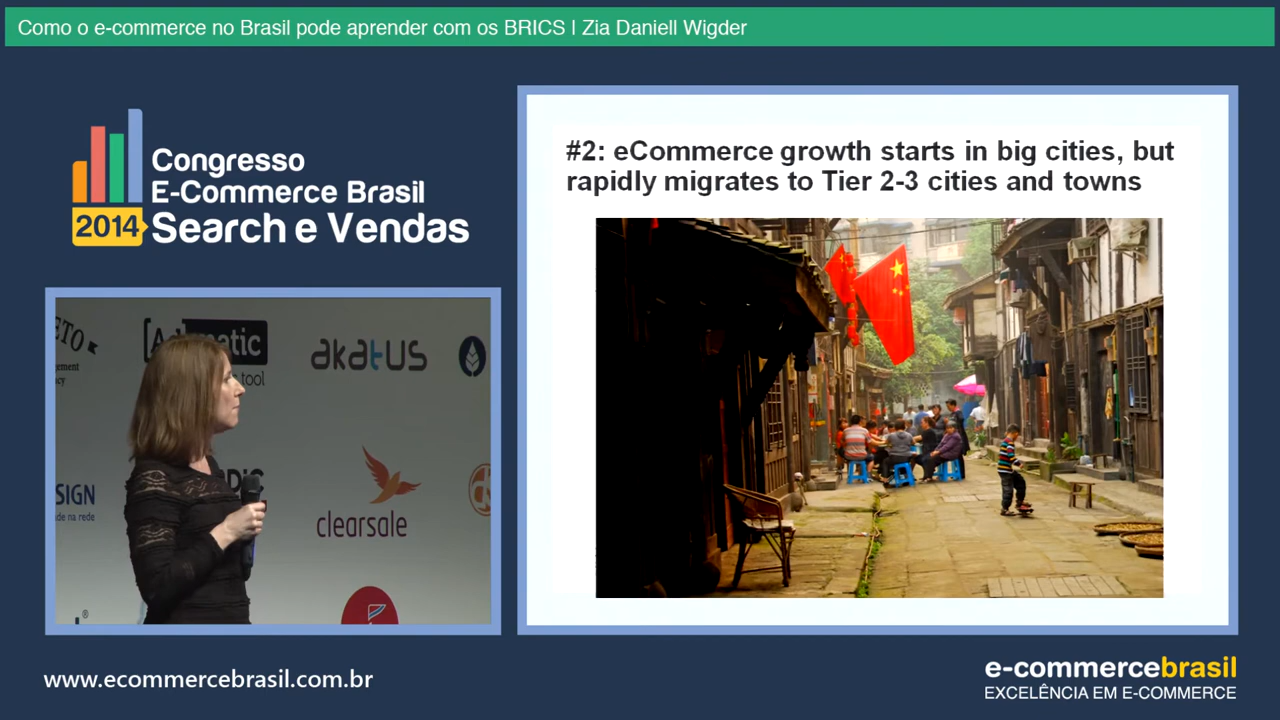 Como o e-commerce no Brasil pode aprender com os BRICS | Zia Daniell Wigder
Congresso
E-Commerce Brasil
2014 Search e Vendas
#2: eCommerce growth starts in big cities, but
rapidly migrates to Tier 2-3 cities and towns
akatus
tool
clearsale
SIGN
www.ecommercebrasil.com.br
e-commercebrasil
EXCELÊNCIA EM E-COMMERCE